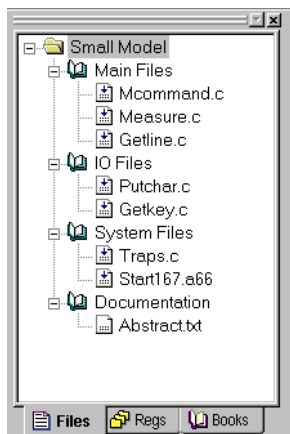 Small Model
Main Files
Mcommand.c
Measure.c
Getline.c
IO Files
Putchar.c
Getkey.c
System Files
Traps.c
Start167.a66
Documentation
Abstract.txt
Files Regs Books